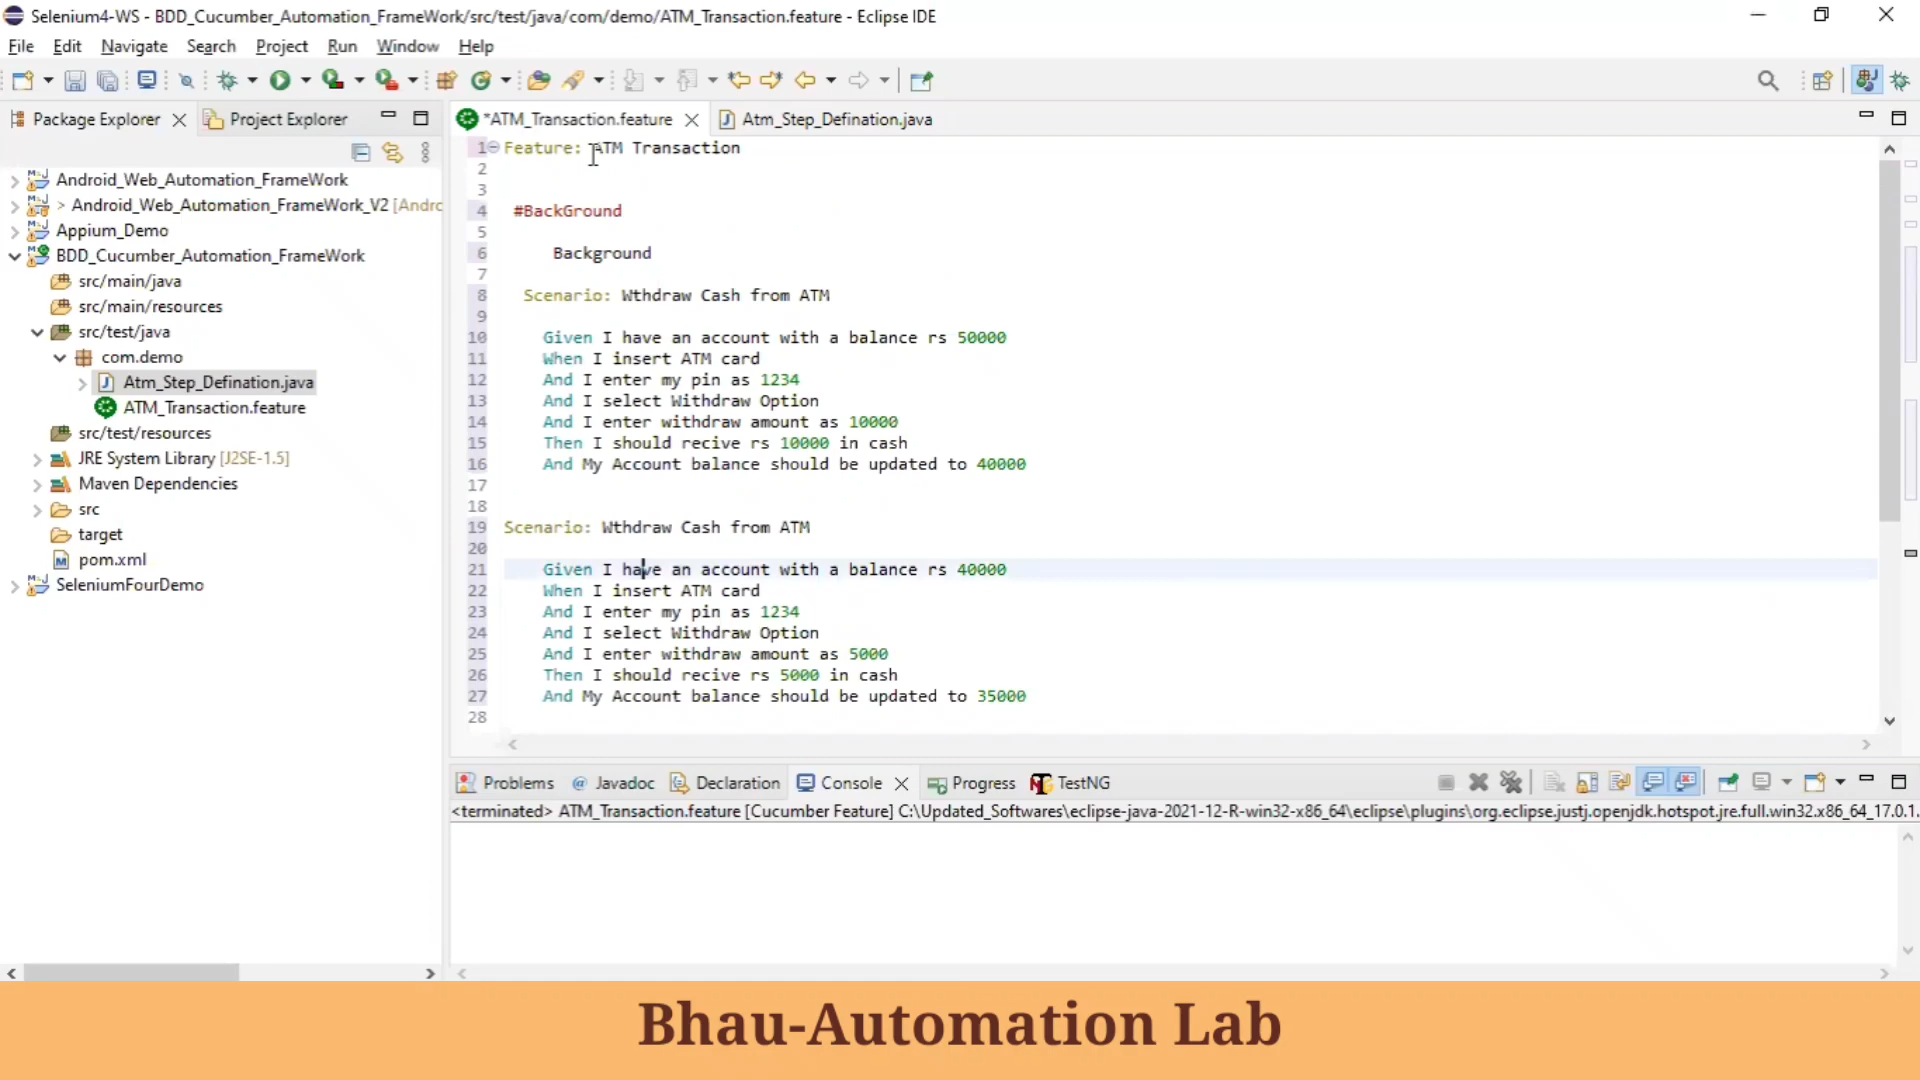 Selenium4-WS - BDD_Cucumber_Automation_FrameWork/src/test/java/com/demo/ATM_Transaction.feature - Eclipse IDE
File Edit Navigate Search Project Run Window Help
Package Explorer Project Explorer
*ATM_Transaction.feature Atm_Step_Defination.java
Android_Web_Automation_FrameWork
> Android_Web_Automation_FrameWork_V2 [Andro
Appium_Demo
BDD_Cucumber_Automation_FrameWork
src/main/java
src/main/resources
src/test/java
com.demo
Atm_Step_Defination.java
ATM_Transaction.feature
src/test/resources
JRE System Library [J2SE-1.5]
Maven Dependencies
src
target
pom.xml
SeleniumFourDemo
1 Feature: ATM Transaction
2
3
4 #BackGround
5
6 Background
7
8 Scenario: Wthdraw Cash from ATM
9
10 Given I have an account with a balance rs 50000
11 When I insert ATM card
12 And I enter my pin as 1234
13 And I select Withdraw Option
14 And I enter withdraw amount as 10000
15 Then I should recive rs 10000 in cash
16 And My Account balance should be updated to 40000
17
18
19 Scenario: Wthdraw Cash from ATM
20
21 Given I have an account with a balance rs 40000
22 When I insert ATM card
23 And I enter my pin as 1234
24 And I select Withdraw Option
25 And I enter withdraw amount as 5000
26 Then I should recive rs 5000 in cash
27 And My Account balance should be updated to 35000
28
Problems Javadoc Declaration Console Progress TestNG
<terminated> ATM_Transaction.feature [Cucumber Feature] C:\Updated_Softwares\eclipse-java-2021-12-R-win32-x86_64\eclipse\plugins\org.eclipse.justj.openjdk.hotspot.jre.full.win32.x86_64_17.0.1.
Bhau-Automation Lab